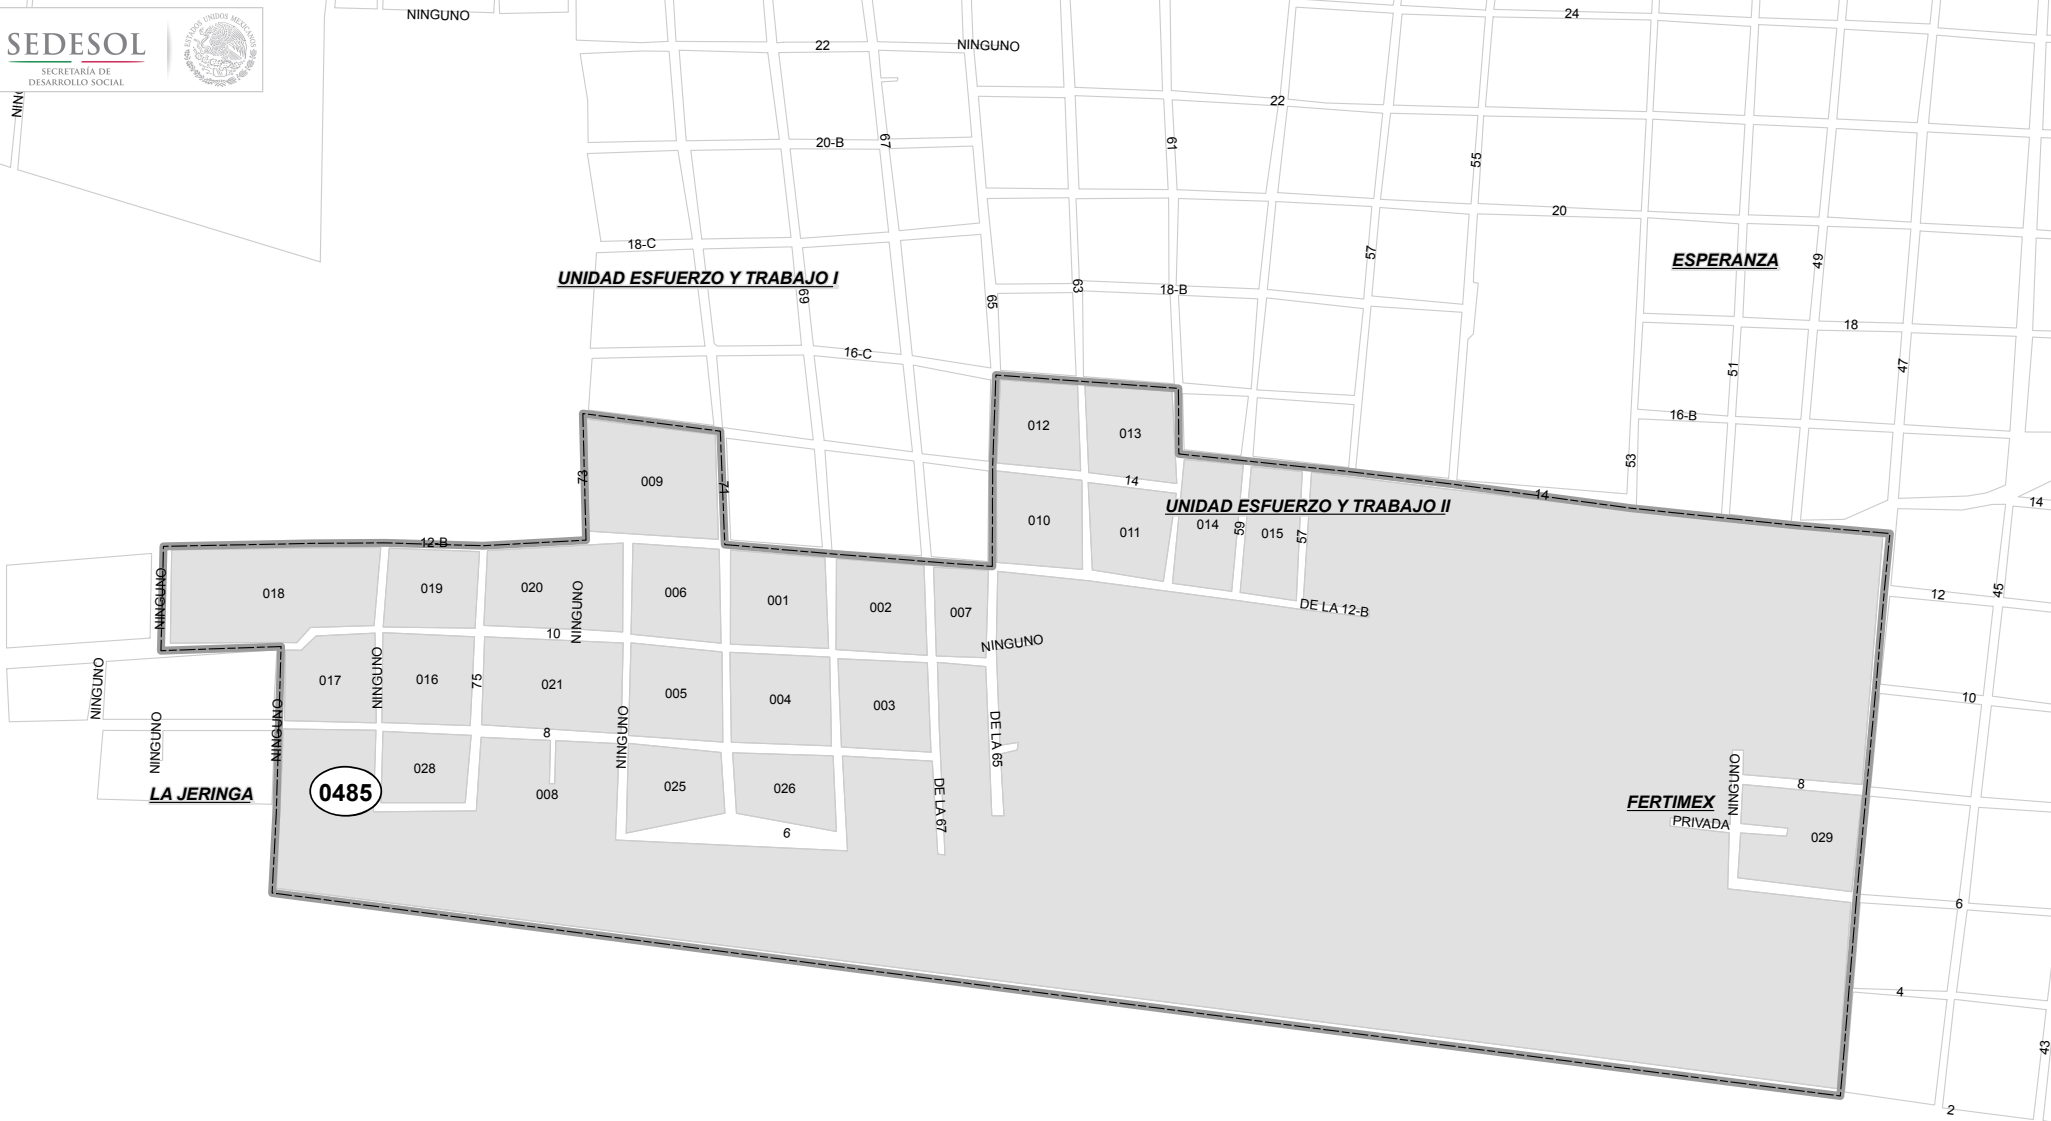 SEDESOL
SECRETARÍA DE
DESARROLLO SOCIAL
ESTADOS UNIDOS MEXICANOS
NINGUNO
24
22
NINGUNO
22
20-B
67
61
55
20
18-C
UNIDAD ESFUERZO Y TRABAJO I
69
65
63
18-B
57
ESPERANZA
49
18
16-C
51
47
16-B
012
013
53
73
009
71
14
14
14
UNIDAD ESFUERZO Y TRABAJO II
010
011
014
59
015
57
12-B
NINGUNO
018
019
020
NINGUNO
006
001
002
007
DE LA 12-B
12
45
10
NINGUNO
NINGUNO
017
NINGUNO
016
75
021
005
004
003
10
NINGUNO
NINGUNO
NINGUNO
8
DE LA 65
028
LA JERINGA
0485
008
025
026
DE LA 67
6
NINGUNO
8
FERTIMEX
PRIVADA
029
6
4
43
2